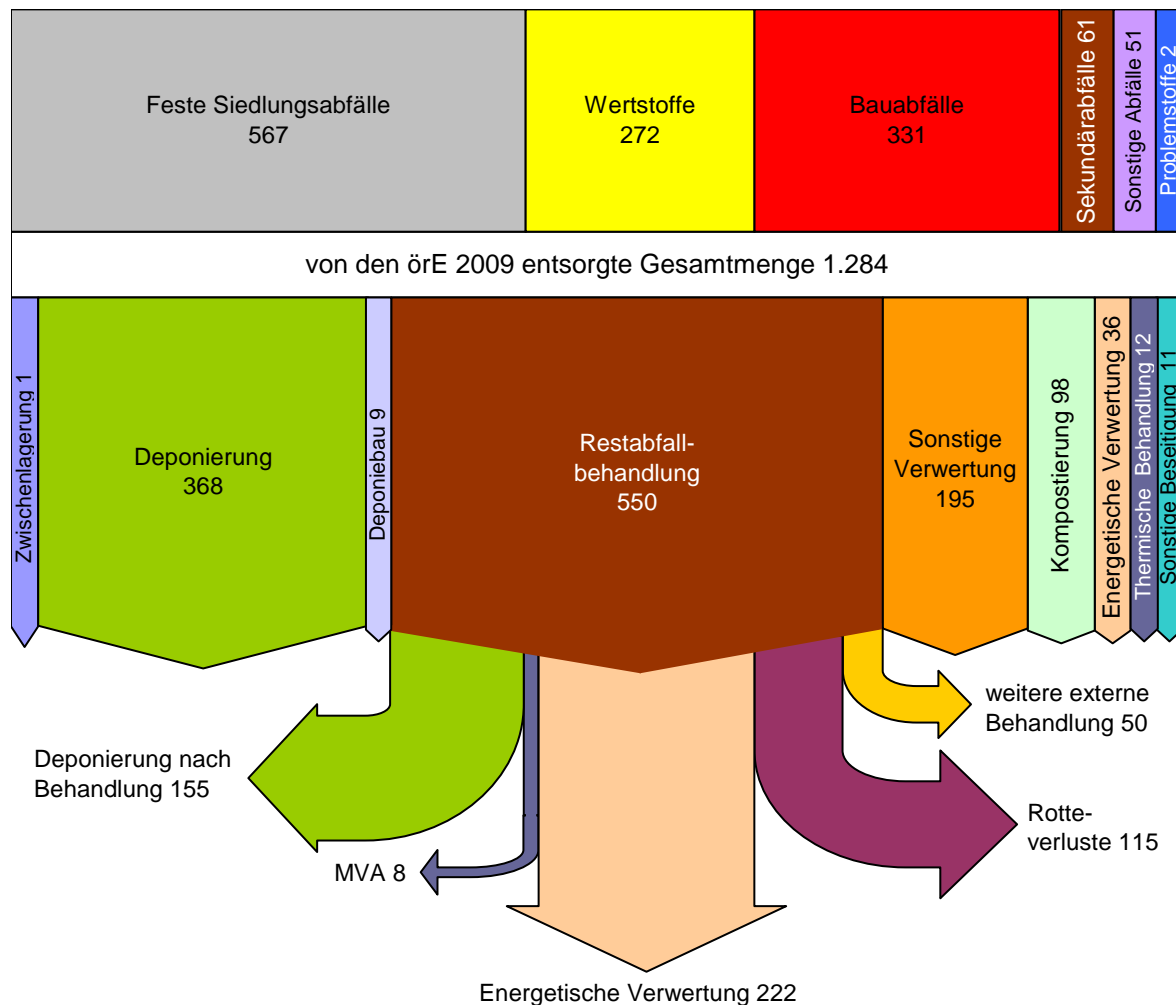 Feste Siedlungsabfälle
567
Wertstoffe
272
Bauabfälle
331
Sekundärabfälle 61
Sonstige Abfälle 51
Problemstoffe 2
von den örE 2009 entsorgte Gesamtmenge 1.284
Zwischenlagerung 1
Deponierung
368
Deponiebau 9
Restabfall-
behandlung
550
Sonstige
Verwertung
195
Kompostierung 98
Energetische Verwertung 36
Thermische Behandlung 12
Sonstige Beseitigung 11
weitere externe
Behandlung 50
Deponierung nach
Behandlung 155
Rotte-
verluste 115
MVA 8
Energetische Verwertung 222